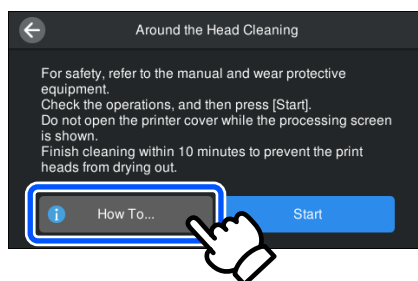 Around the Head Cleaning
For safety, refer to the manual and wear protective
equipment.
Check the operations, and then press [Start].
Do not open the printer cover while the processing screen
is shown.
Finish cleaning within 10 minutes to prevent the print
heads from drying out.
How To...
Start